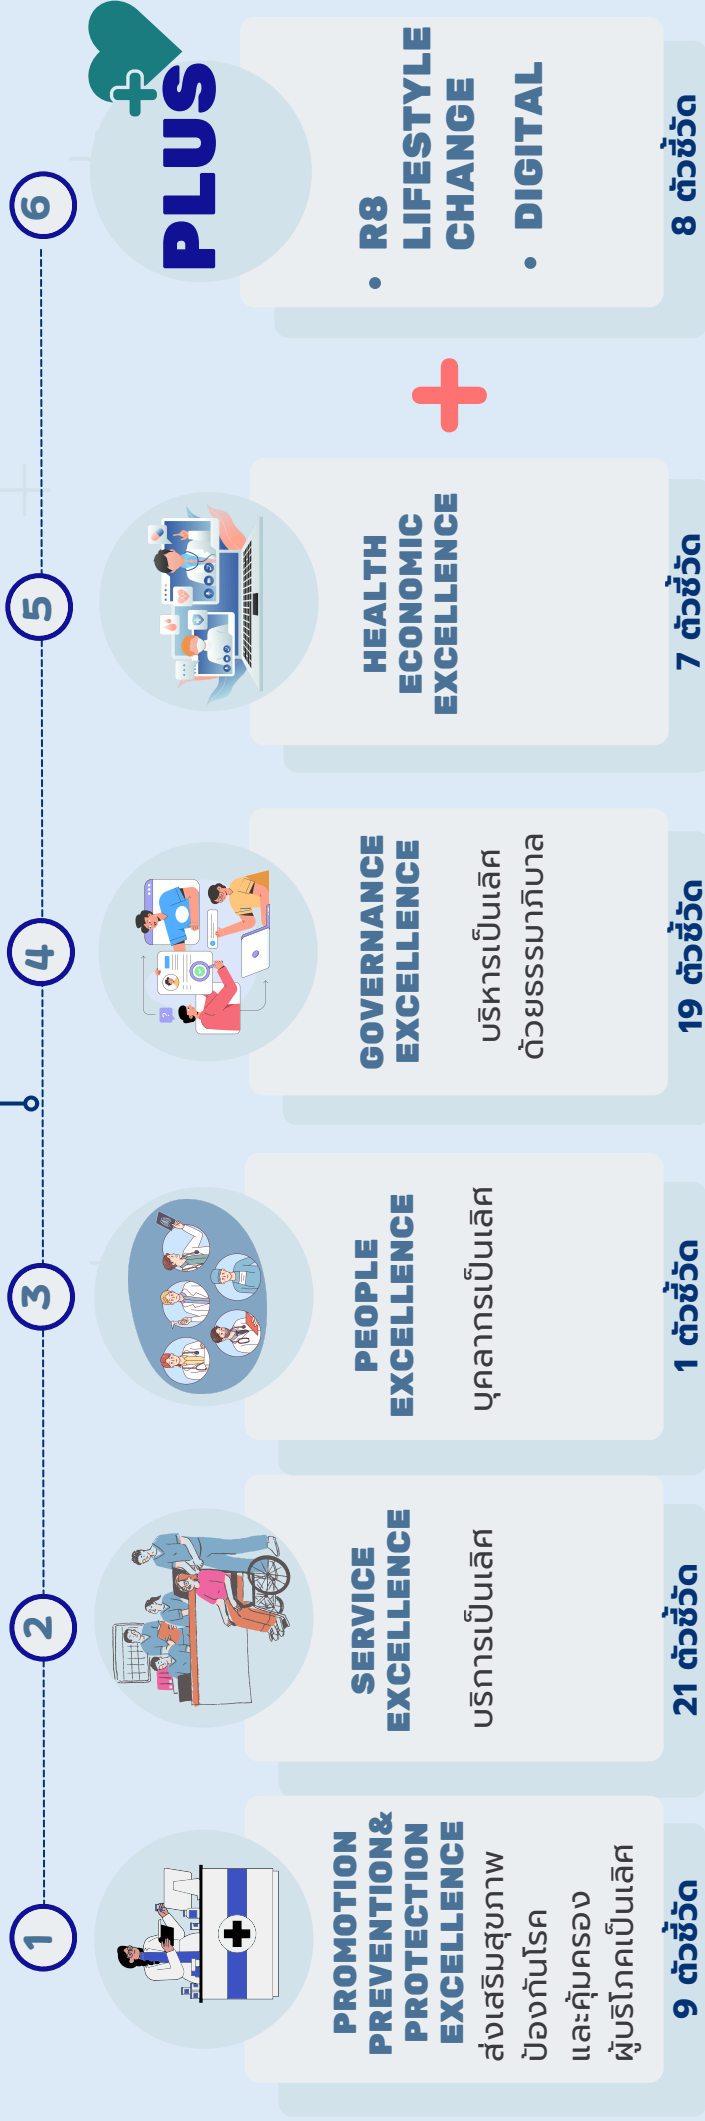 1
PROMOTION
PREVENTION&
PROTECTION
EXCELLENCE
ส่งเสริมสุขภาพ
ป้องกันโรค
และคุ้มครอง
ผู้บริโภคเป็นเลิศ
9 ตัวชี้วัด
2
SERVICE
EXCELLENCE
บริการเป็นเลิศ
21 ตัวชี้วัด
3
PEOPLE
EXCELLENCE
บุคลากรเป็นเลิศ
1 ตัวชี้วัด
4
GOVERNANCE
EXCELLENCE
บริหารเป็นเลิศ
ด้วยธรรมาภิบาล
19 ตัวชี้วัด
5
HEALTH
ECONOMIC
EXCELLENCE
7 ตัวชี้วัด
6
PLUS
• R8
LIFESTYLE
CHANGE
• DIGITAL
8 ตัวชี้วัด